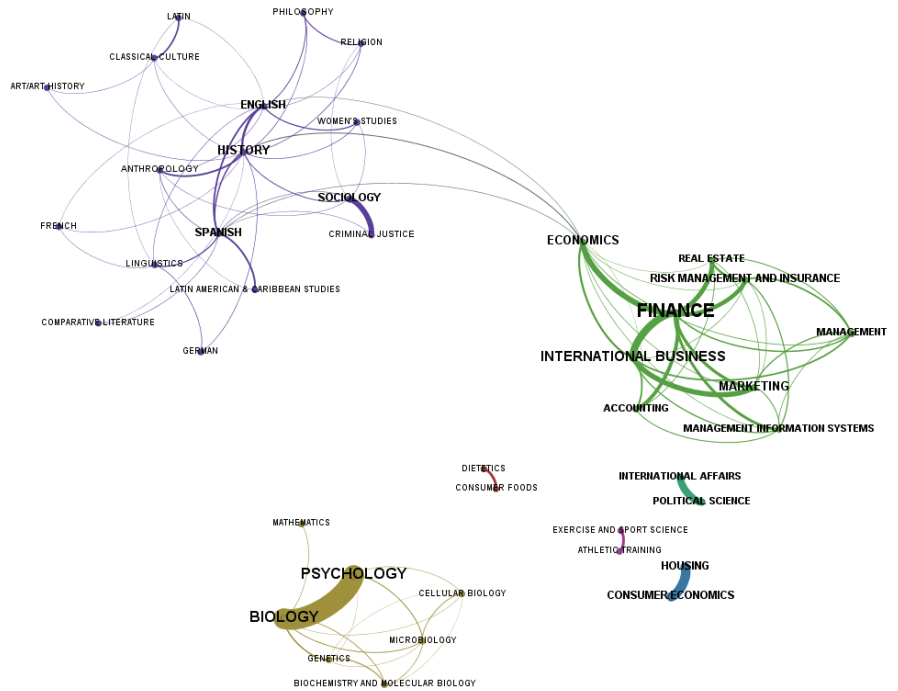 PHILOSOPHY
LATIN
RELIGION
CLASSICAL CULTURE
ART/ART HISTORY
ENGLISH
WOMEN'S STUDIES
HISTORY
ANTHROPOLOGY
SOCIOLOGY
FRENCH
SPANISH
CRIMINAL JUSTICE
ECONOMICS
REAL ESTATE
LINGUISTICS
RISK MANAGEMENT AND INSURANCE
LATIN AMERICAN & CARIBBEAN STUDIES
FINANCE
COMPARATIVE LITERATURE
MANAGEMENT
GERMAN
INTERNATIONAL BUSINESS
MARKETING
ACCOUNTING
MANAGEMENT INFORMATION SYSTEMS
DIETETICS
INTERNATIONAL AFFAIRS
CONSUMER FOODS
POLITICAL SCIENCE
MATHEMATICS
EXERCISE AND SPORT SCIENCE
ATHLETIC TRAINING
HOUSING
PSYCHOLOGY
CELLULAR BIOLOGY
CONSUMER ECONOMICS
BIOLOGY
MICROBIOLOGY
GENETICS
BIOCHEMISTRY AND MOLECULAR BIOLOGY